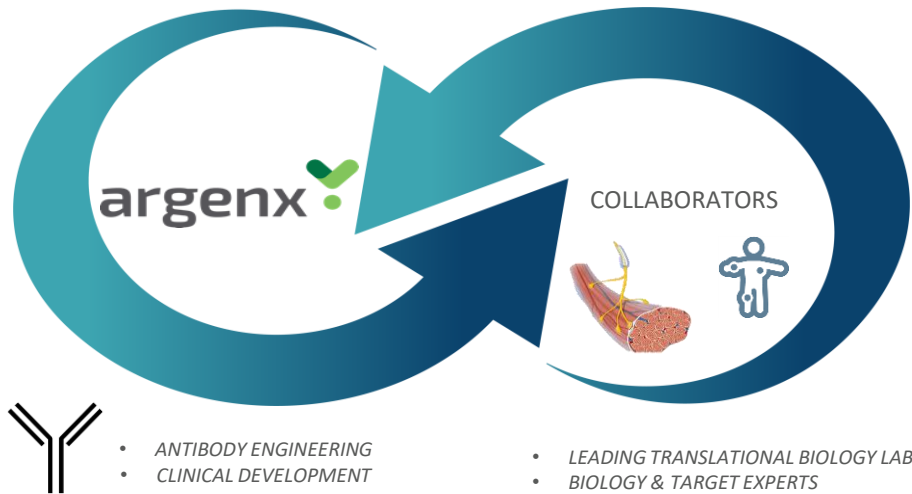 argenx
COLLABORATORS
• ANTIBODY ENGINEERING
• CLINICAL DEVELOPMENT
• LEADING TRANSLATIONAL BIOLOGY LAB
• BIOLOGY & TARGET EXPERTS